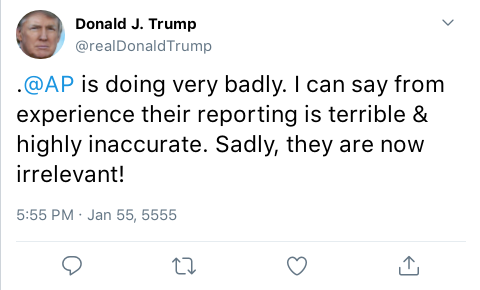 Donald J. Trump
@realDonaldTrump
.@AP is doing very badly. I can say from
experience their reporting is terrible &
highly inaccurate. Sadly, they are now
irrelevant!
5:55 PM · Jan 55, 5555